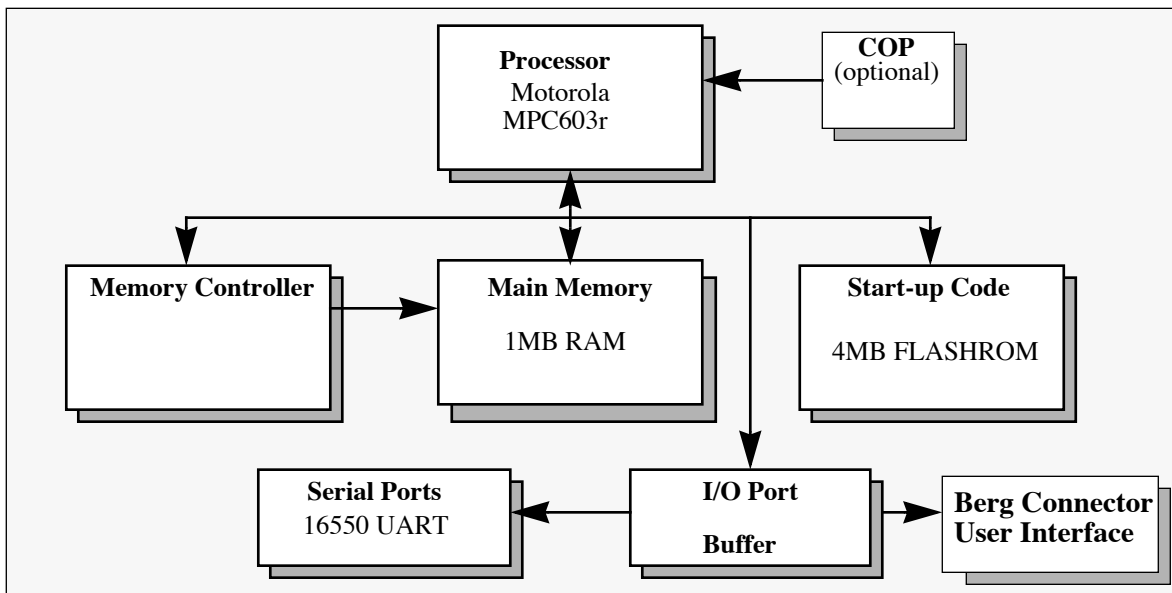 Processor
Motorola
MPC603r
COP
(optional)
Memory Controller
Main Memory
1MB RAM
Start-up Code
4MB FLASHROM
Serial Ports
16550 UART
I/O Port
Buffer
Berg Connector
User Interface